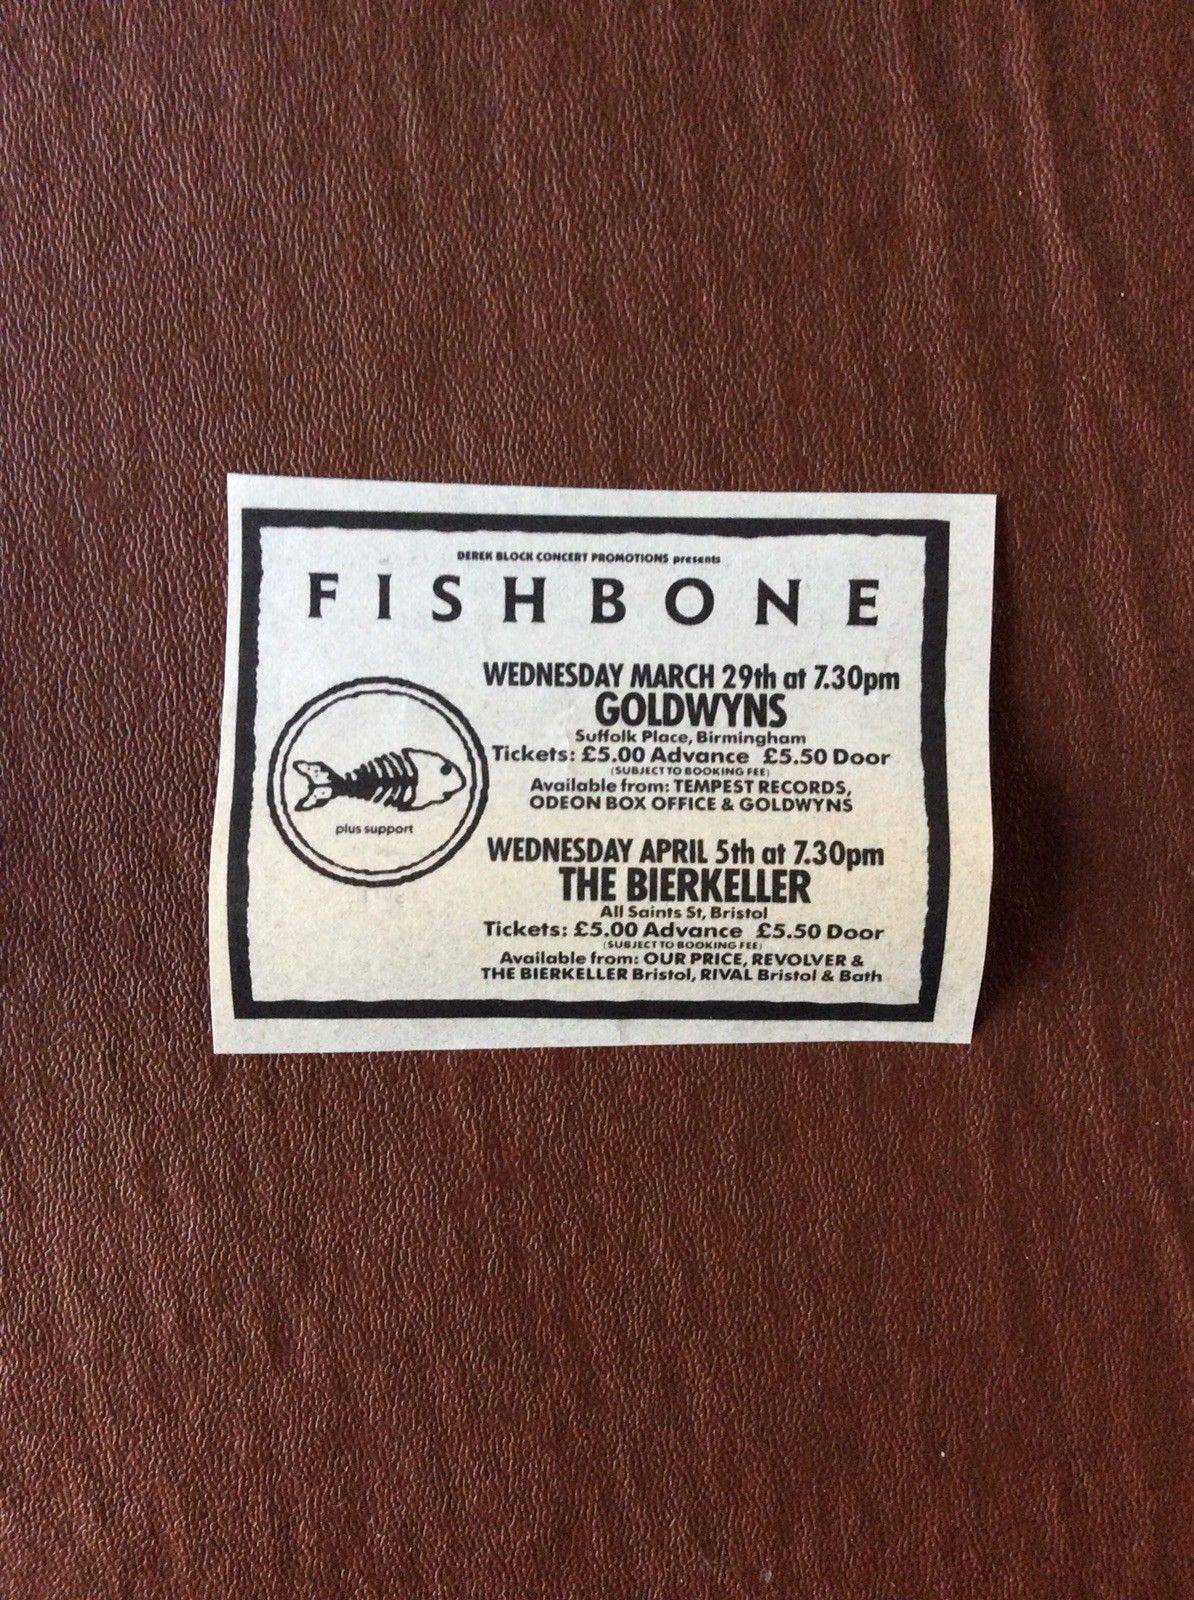 DEREK BLOCK CONCERT PROMOTIONS presents
FISHBONE
WEDNESDAY MARCH 29th at 7.30pm
GOLDWYNS
Suffolk Place, Birmingham
Tickets: £5.00 Advance £5.50 Door
(SUBJECT TO BOOKING FEE)
Available from: TEMPEST RECORDS,
ODEON BOX OFFICE & GOLDWYNS
plus support
WEDNESDAY APRIL 5th at 7.30pm
THE BIERKELLER
All Saints St, Bristol
Tickets: £5.00 Advance £5.50 Door
(SUBJECT TO BOOKING FEE)
Available from: OUR PRICE, REVOLVER &
THE BIERKELLER Bristol, RIVAL Bristol & Bath